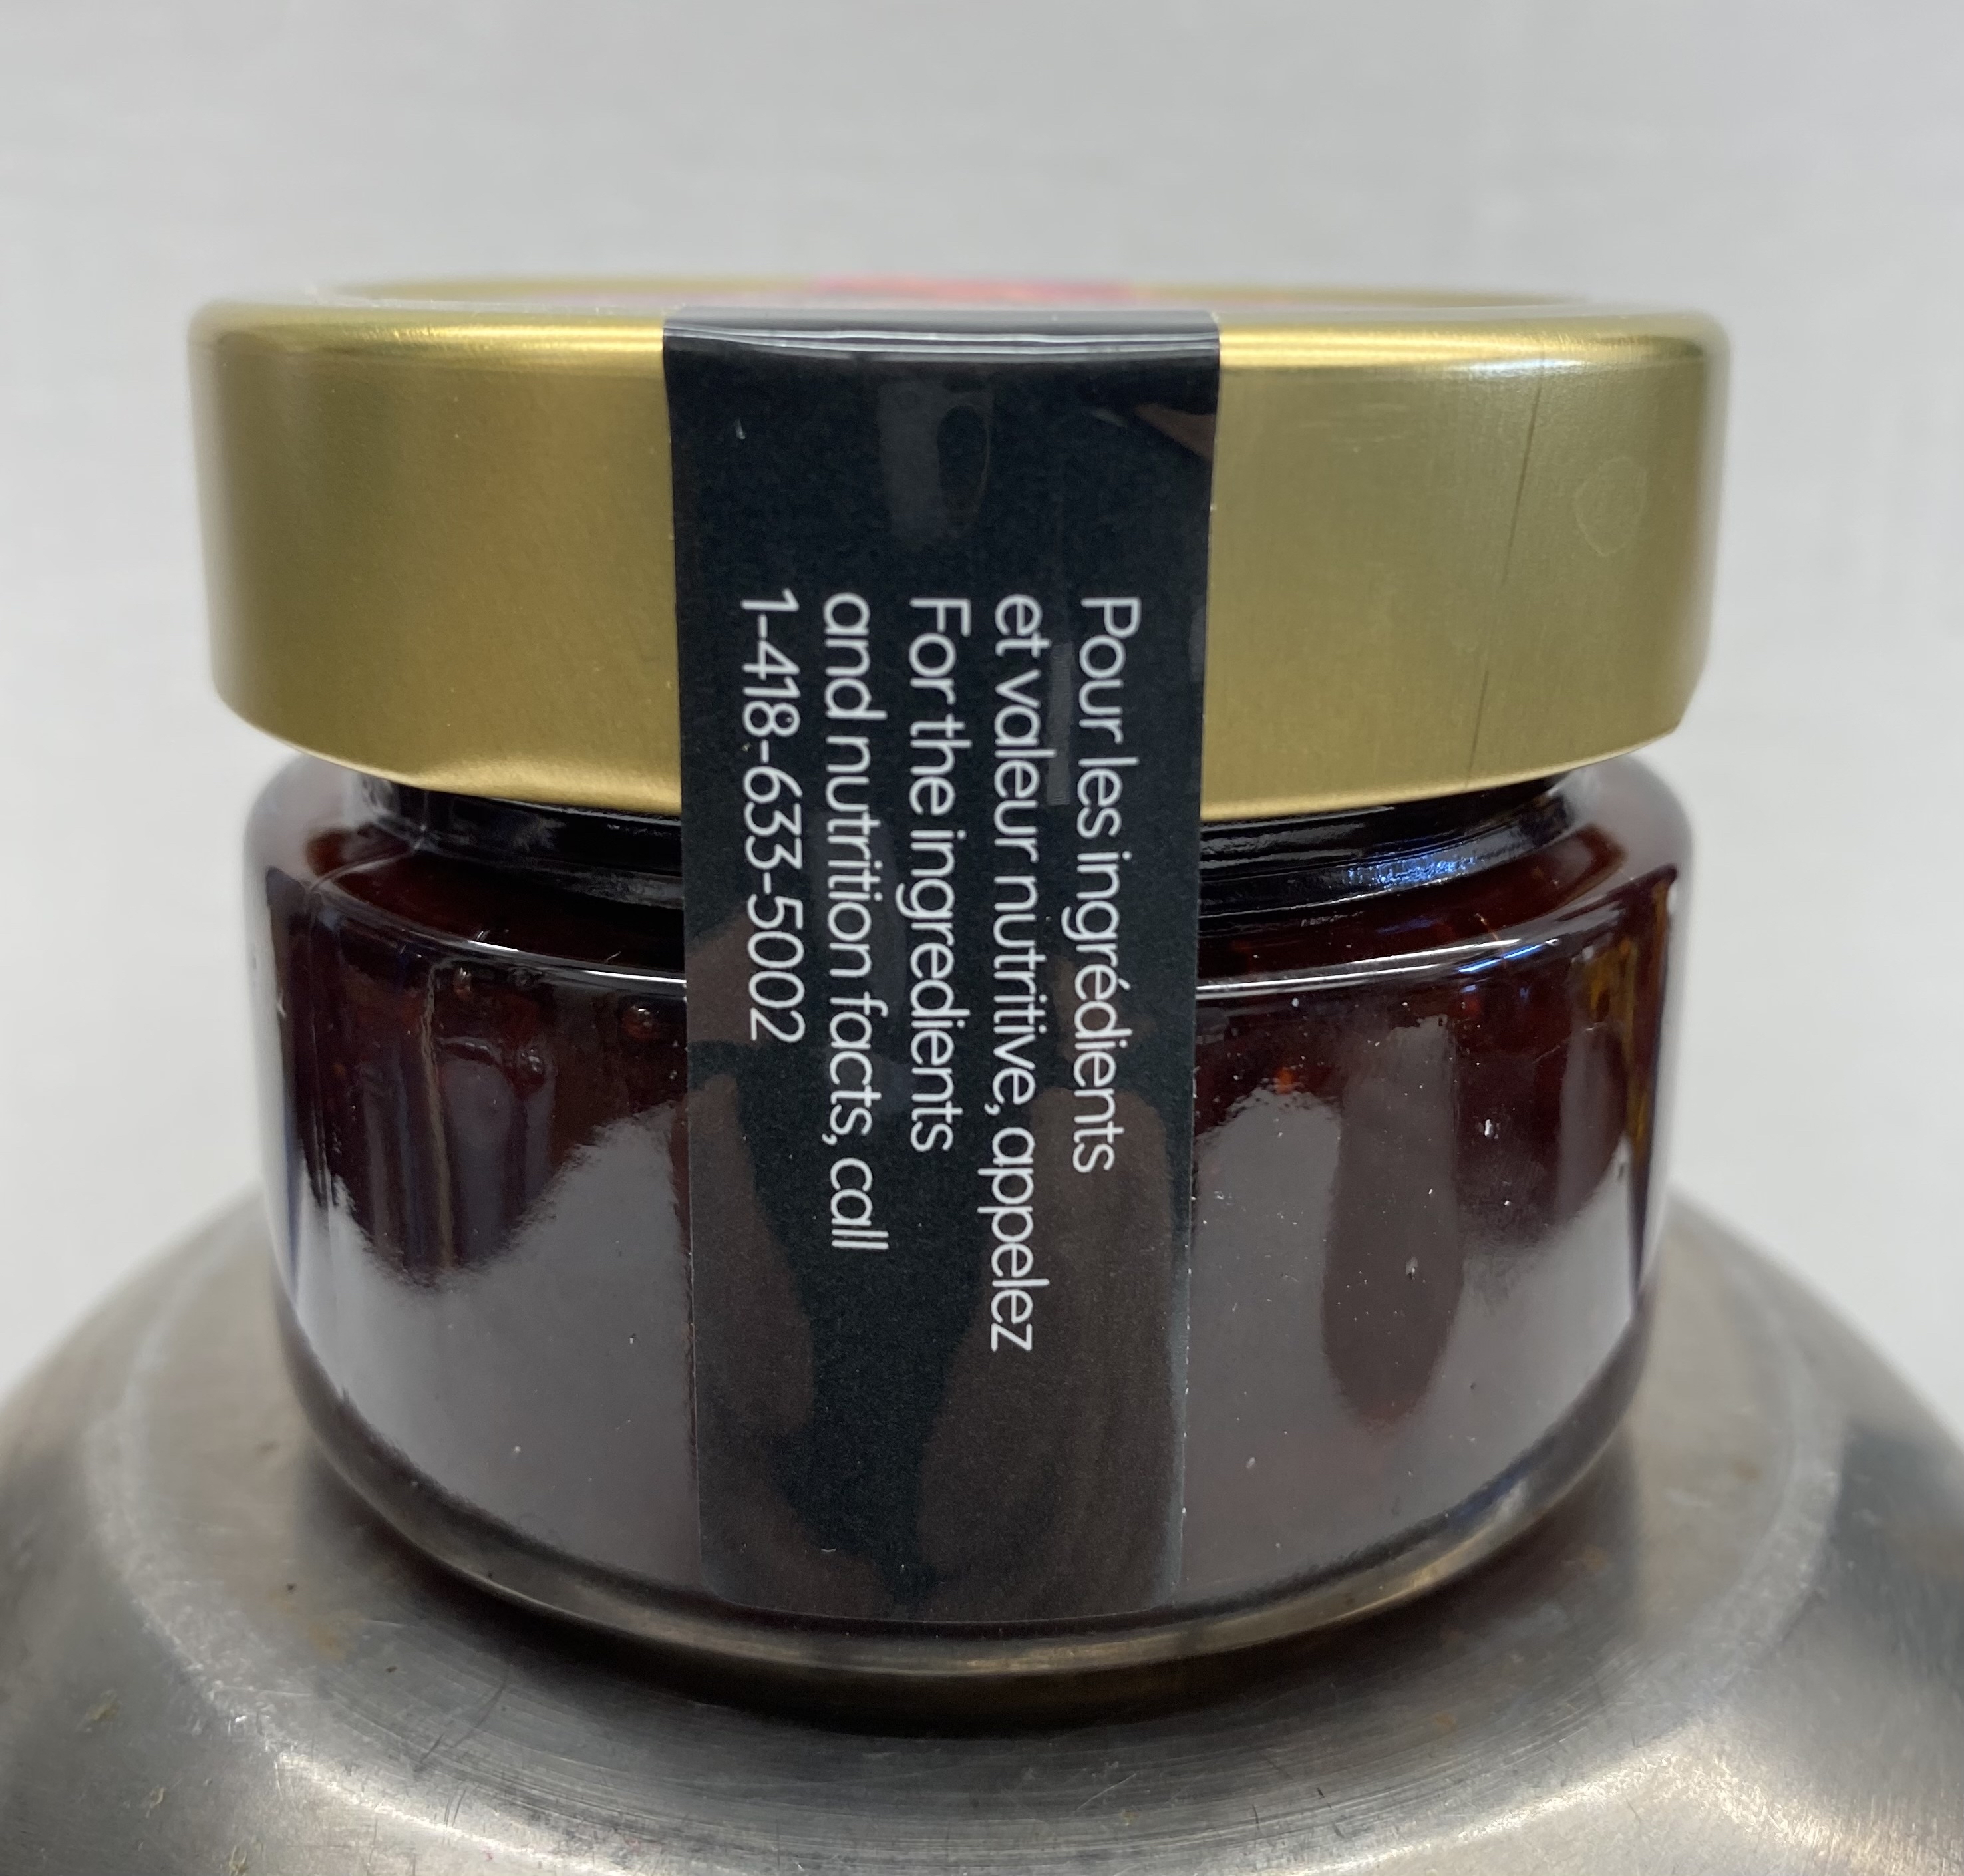 Pour les ingrédients
et valeur nutritive, appelez
For the ingredients
and nutrition facts, call
1-418-633-5002